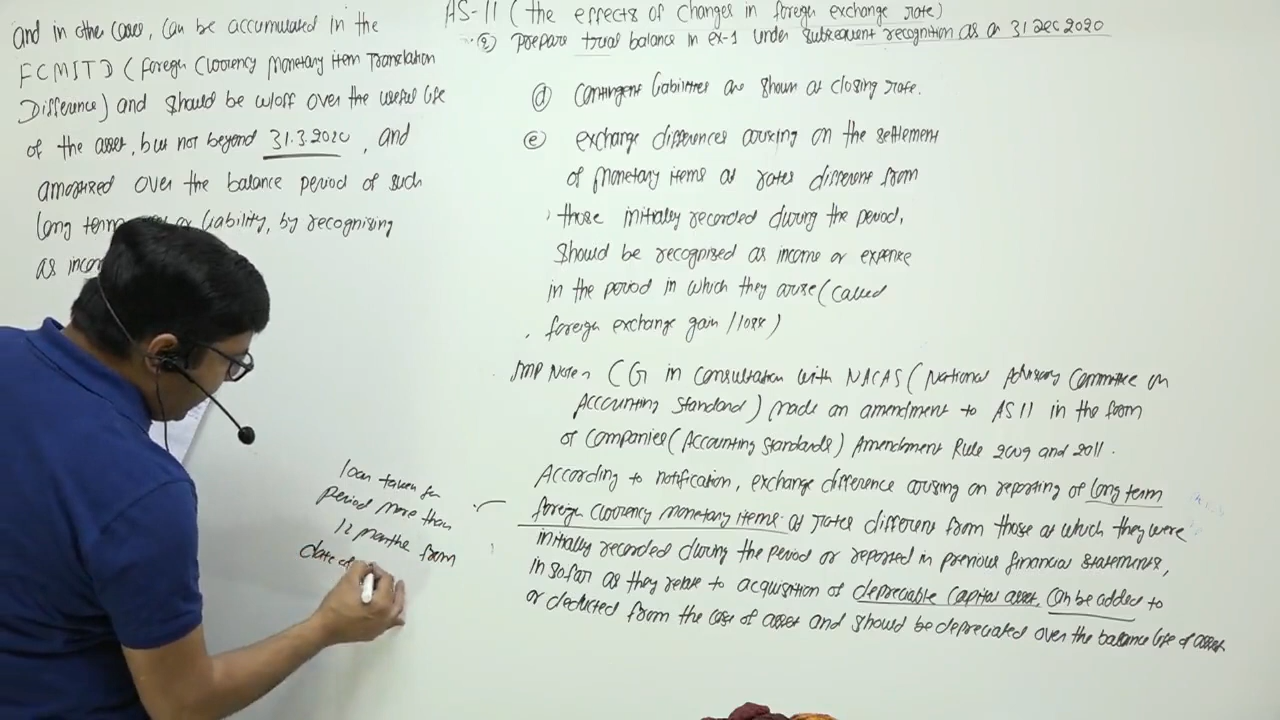 AS-11 (the effects of changes in foreign exchange rate)
Q) Prepare trial balance in ex-1 under subsequent recognition as on 31 Dec 2020
(d) Contingent liabilities are shown at closing rate.
(e) exchange differences arising on the settlement
of monetary items at rates different from
those initially recorded during the period,
should be recognised as income or expense
in the period in which they arise (called
foreign exchange gain / loss)
IMP Note CG in consultation with NACAS (National Advisory Committee on
Accounting Standard) made an amendment to AS 11 in the form
of Companies (Accounting Standards) Amendment Rule 2009 and 2011.
According to notification, exchange difference arising on reporting of long term
foreign currency monetary items at rates different from those at which they were
initially recorded during the period or reported in previous financial statements,
in so far as they relate to acquisition of depreciable capital asset, can be added to
or deducted from the cost of asset and should be depreciated over the balance life of asset
and in other cases, can be accumulated in the
FCMITD (foreign currency Monetary Item Translation
Difference) and should be w/off over the useful life
of the asset, but not beyond 31.3.2020, and
amortized over the balance period of such
long term or liability, by recognising
as
loan taken for
period more than
12 months from
date of